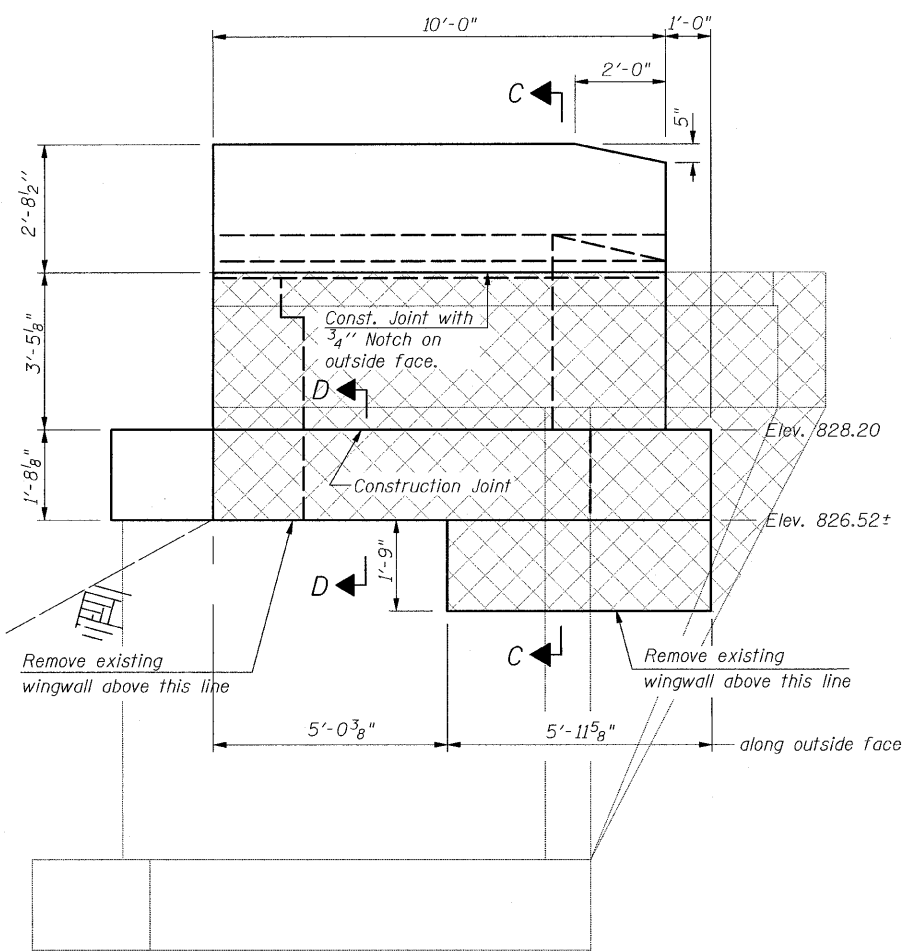 10'-0"
1'-0"
2'-0"
C
5"
2'-8½"
Const. Joint with
¾" Notch on
outside face.
3'-5⅛"
D
Elev. 828.20
1'-8⅛"
Construction Joint
Elev. 826.52±
1'-9"
D
C
Remove existing
wingwall above this line
Remove existing
wingwall above this line
5'-0⅜"
5'-11⅝"
along outside face